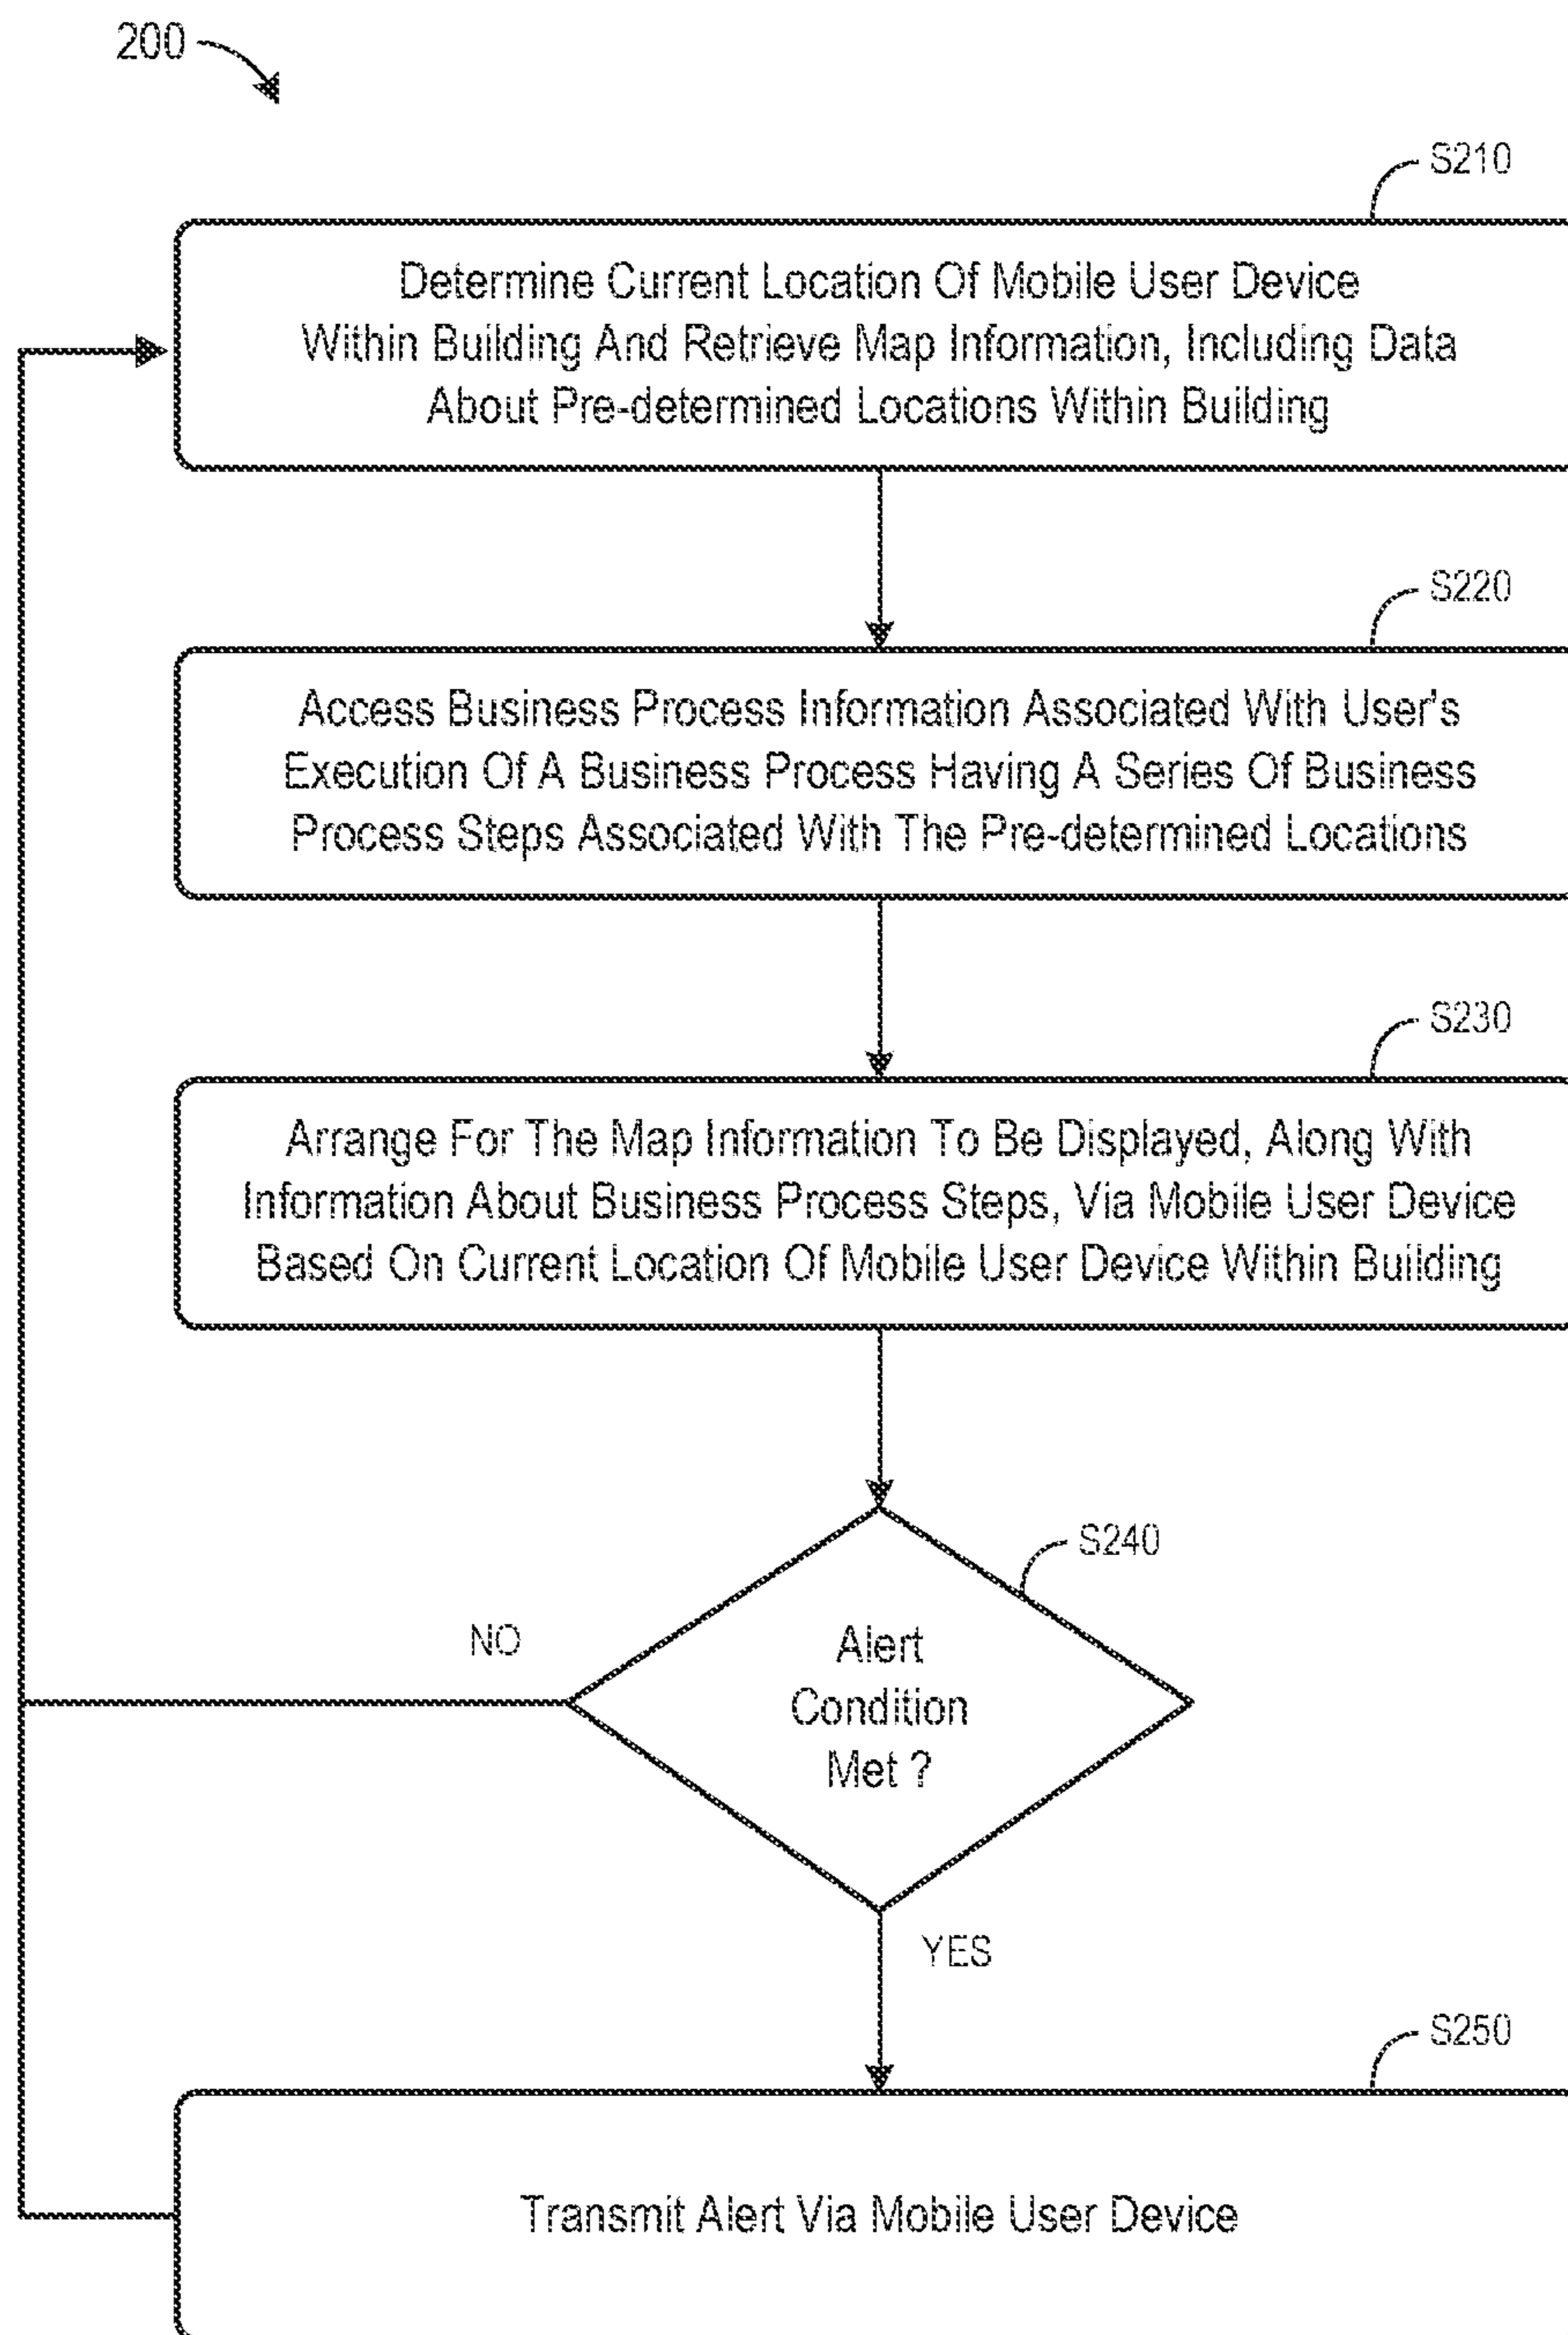 200
S210
Determine Current Location Of Mobile User Device
Within Building And Retrieve Map Information, Including Data
About Pre-determined Locations Within Building
S220
Access Business Process Information Associated With User's
Execution Of A Business Process Having A Series Of Business
Process Steps Associated With The Pre-determined Locations
S230
Arrange For The Map Information To Be Displayed, Along With
Information About Business Process Steps, Via Mobile User Device
Based On Current Location Of Mobile User Device Within Building
S240
NO
Alert
Condition
Met ?
YES
S250
Transmit Alert Via Mobile User Device